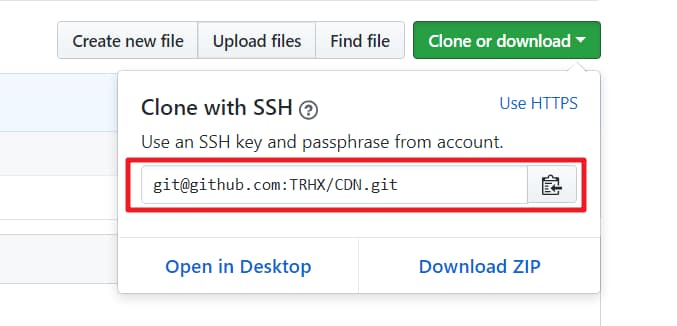 Create new file Upload files Find file Clone or download
Clone with SSH
Use HTTPS
Use an SSH key and passphrase from account.
git@github.com:TRHX/CDN.git
Open in Desktop Download ZIP